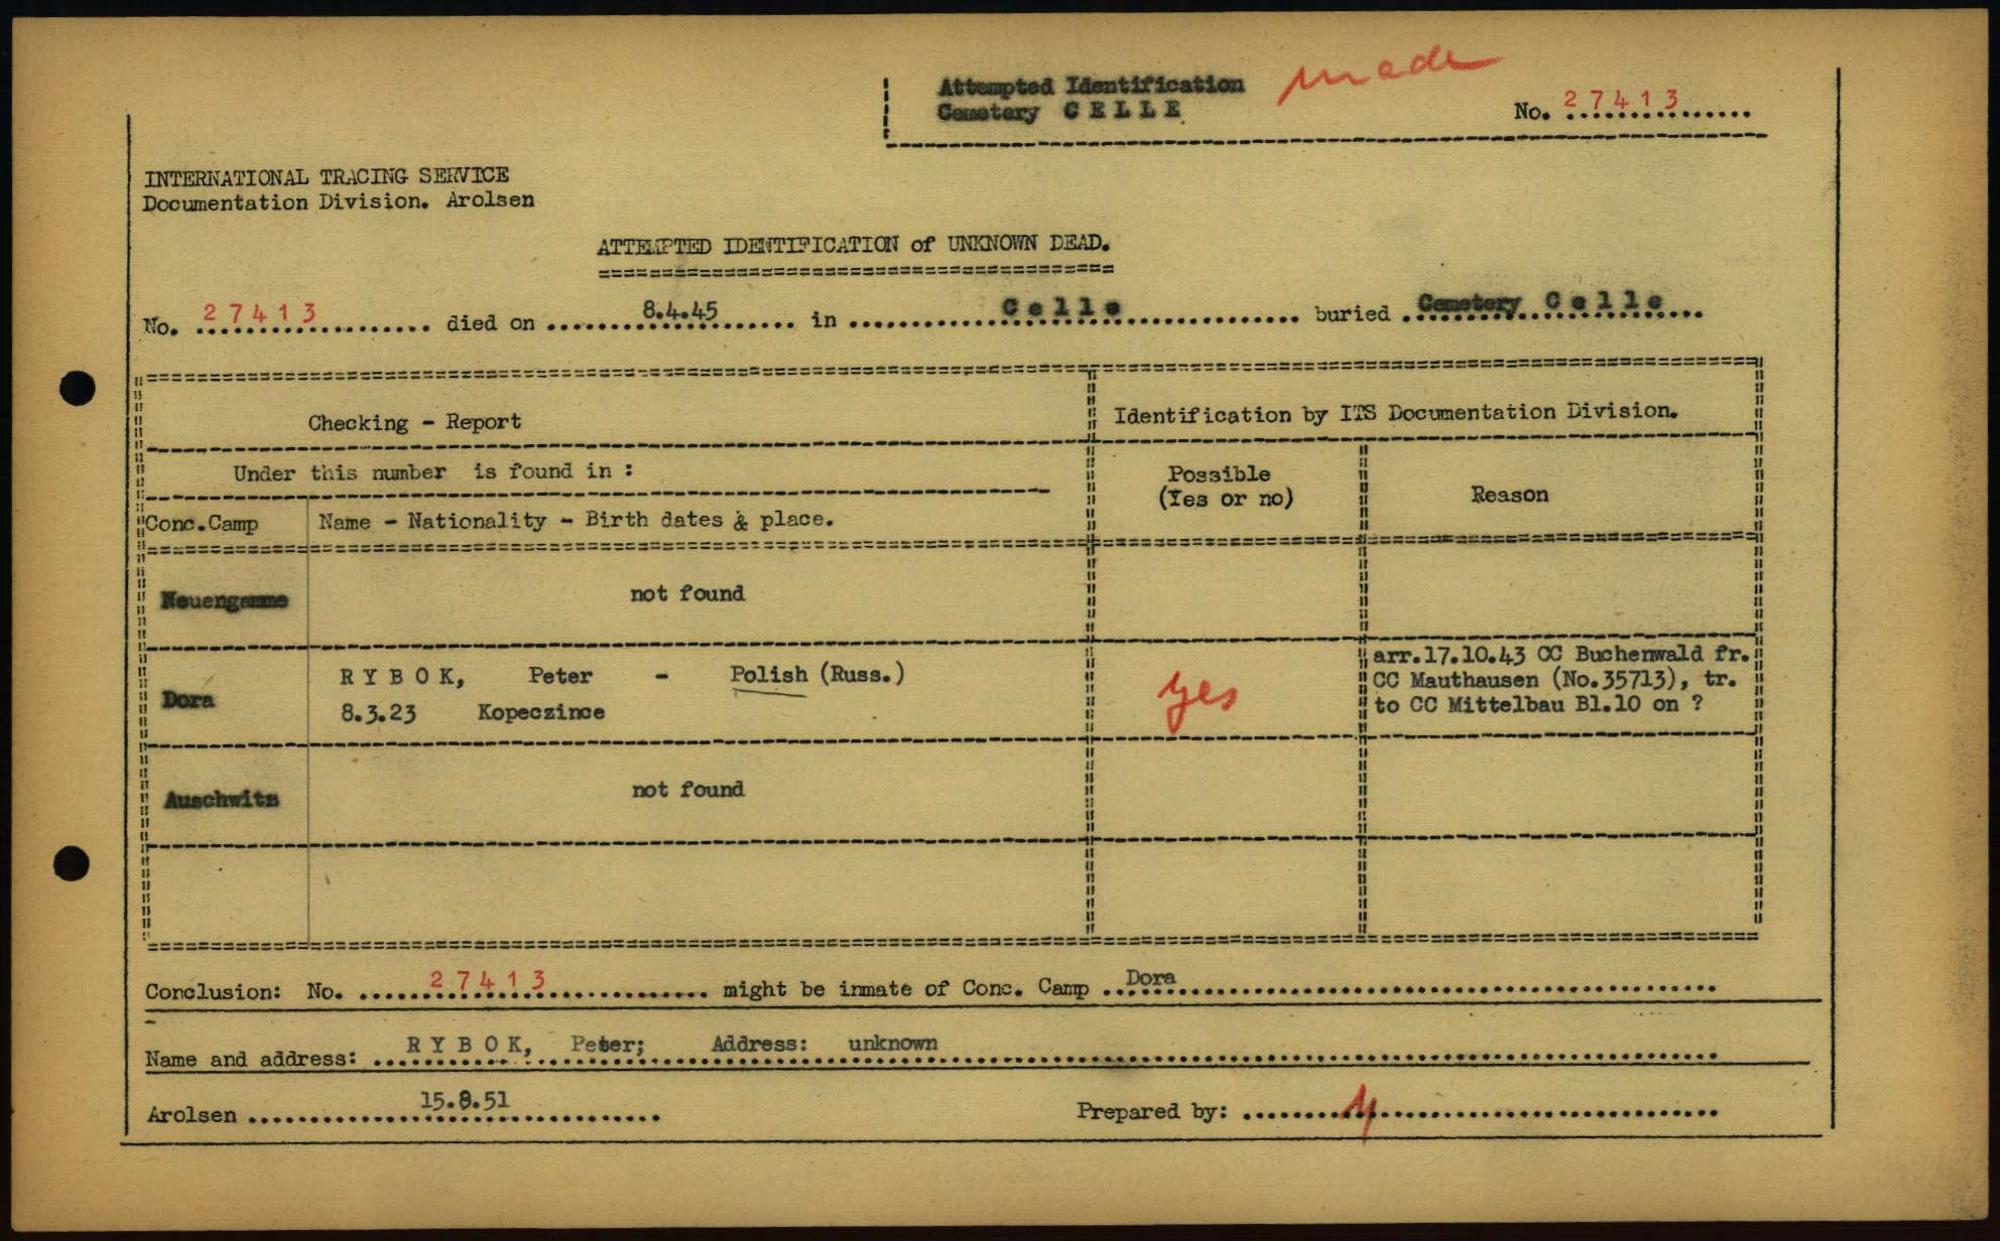 Attempted Identification made
Cemetery C E L L E
No. 27413
INTERNATIONAL TRACING SERVICE
Documentation Division. Arolsen
ATTEMPTED IDENTIFICATION of UNKNOWN DEAD.
No. 27413 died on 8.4.45 in C e l l e buried Cemetery C e l l e
Checking - Report
Identification by ITS Documentation Division.
Under this number is found in :
Possible
(Yes or no)
Reason
Conc.Camp
Name - Nationality - Birth dates & place.
Neuengamme
not found
Dora
R Y B O K, Peter - Polish (Russ.)
8.3.23 Kopeczince
yes
arr.17.10.43 CC Buchenwald fr.
CC Mauthausen (No.35713), tr.
to CC Mittelbau Bl.10 on ?
Auschwitz
not found
Conclusion: No. 27413 might be inmate of Conc. Camp Dora
Name and address: R Y B O K, Peter; Address: unknown
Arolsen 15.8.51
Prepared by: